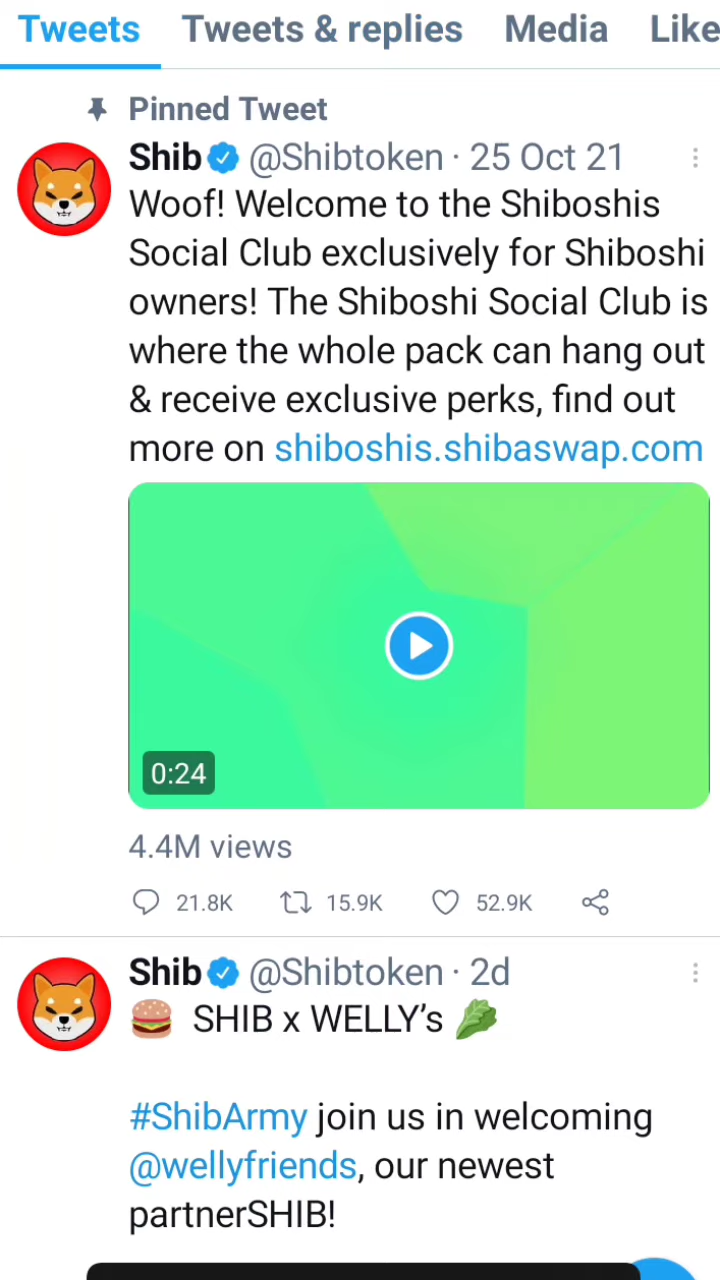 Tweets Tweets & replies Media Like
Pinned Tweet
Shib @Shibtoken · 25 Oct 21
Woof! Welcome to the Shiboshis
Social Club exclusively for Shiboshi
owners! The Shiboshi Social Club is
where the whole pack can hang out
& receive exclusive perks, find out
more on shiboshis.shibaswap.com
0:24
4.4M views
21.8K 15.9K 52.9K
Shib @Shibtoken · 2d
🍔 SHIB x WELLY’s 🥬
#ShibArmy join us in welcoming
@wellyfriends, our newest
partnerSHIB!